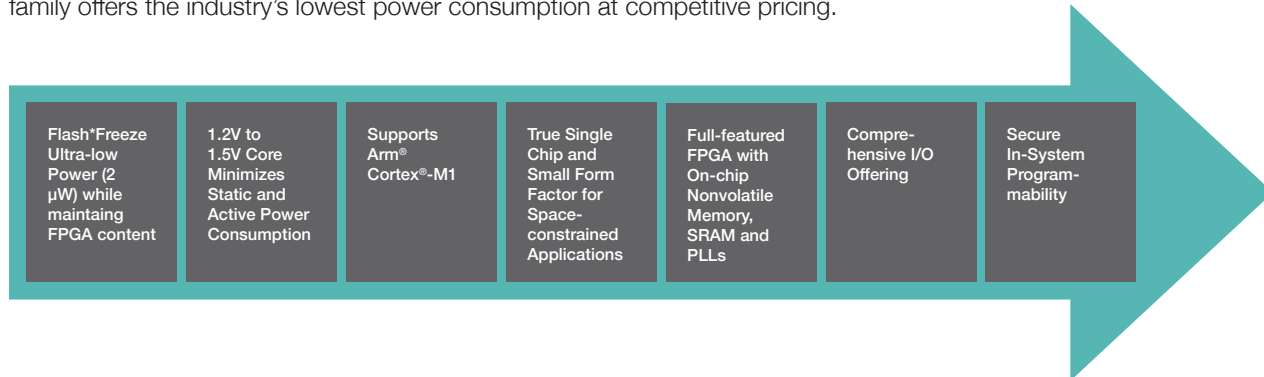 family offers the industry's lowest power consumption at competitive pricing.
Flash*Freeze
Ultra-low
Power (2
µW) while
maintaing
FPGA content
1.2V to
1.5V Core
Minimizes
Static and
Active Power
Consumption
Supports
Arm®
Cortex®-M1
True Single
Chip and
Small Form
Factor for
Space-
constrained
Applications
Full-featured
FPGA with
On-chip
Nonvolatile
Memory,
SRAM and
PLLs
Compre-
hensive I/O
Offering
Secure
In-System
Program-
mability